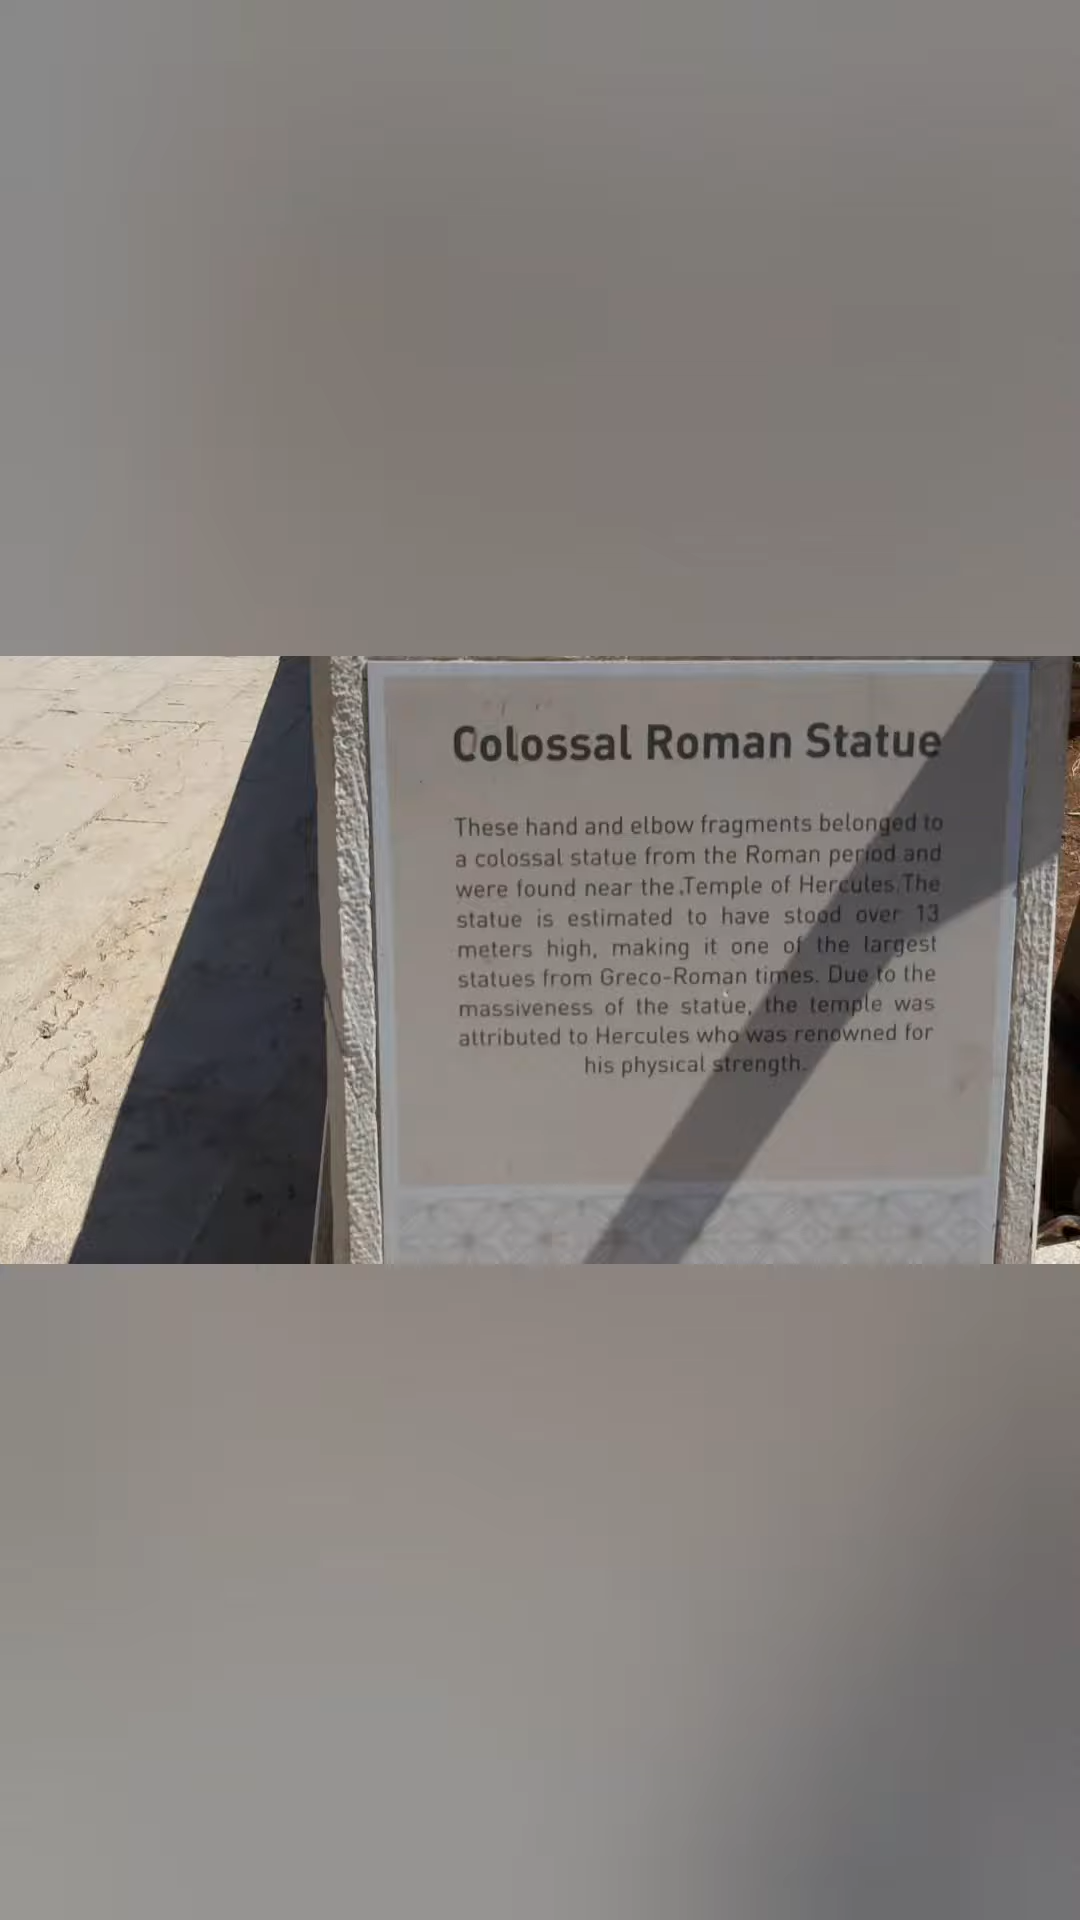 Colossal Roman Statue
These hand and elbow fragments belonged to
a colossal statue from the Roman period and
were found near the .Temple of Hercules.The
statue is estimated to have stood over 13
meters high, making it one of the largest
statues from Greco-Roman times. Due to the
massiveness of the statue, the temple was
attributed to Hercules who was renowned for
his physical strength.